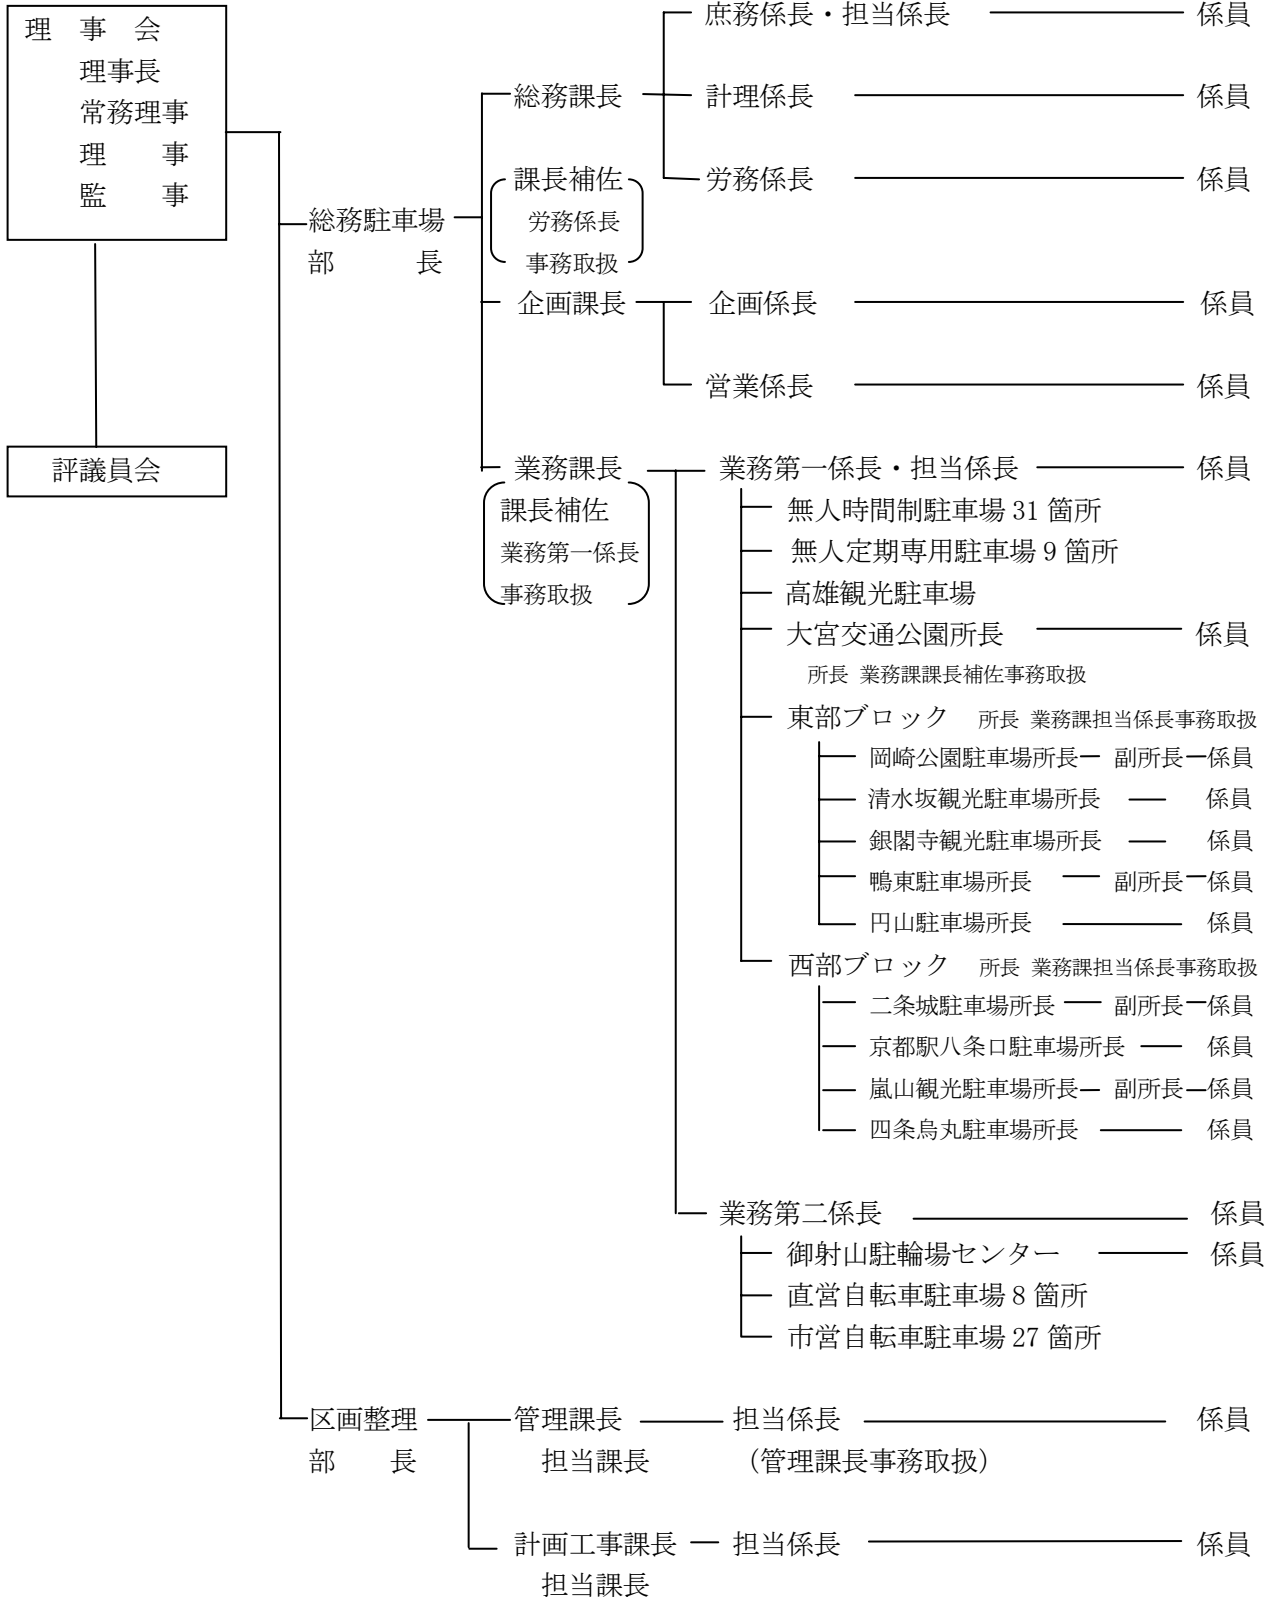 理　事　会
理事長
常務理事
理　　事
監　　事
評議員会
総務駐車場
部　　　長
総務課長
課長補佐
労務係長
事務取扱
庶務係長・担当係長　係員
計理係長　係員
労務係長　係員
企画課長
企画係長　係員
営業係長　係員
業務課長
課長補佐
業務第一係長
事務取扱
業務第一係長・担当係長　係員
無人時間制駐車場 31 箇所
無人定期専用駐車場 9 箇所
高雄観光駐車場
大宮交通公園所長　係員
所長 業務課課長補佐事務取扱
東部ブロック　所長 業務課担当係長事務取扱
岡崎公園駐車場所長　副所長　係員
清水坂観光駐車場所長　係員
銀閣寺観光駐車場所長　係員
鴨東駐車場所長　副所長　係員
円山駐車場所長　係員
西部ブロック　所長 業務課担当係長事務取扱
二条城駐車場所長　副所長　係員
京都駅八条口駐車場所長　係員
嵐山観光駐車場所長　副所長　係員
四条烏丸駐車場所長　係員
業務第二係長　係員
御射山駐輪場センター　係員
直営自転車駐車場 8 箇所
市営自転車駐車場 27 箇所
区画整理
部　　長
管理課長　担当係長　係員
担当課長　（管理課長事務取扱）
計画工事課長　担当係長　係員
担当課長